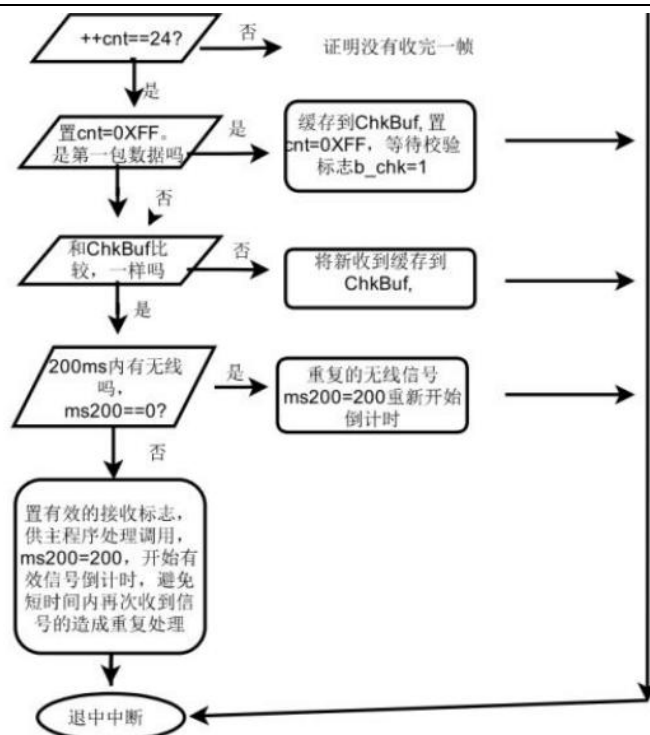 ++cnt==24?
否
证明没有收完一帧
是
置cnt=0XFF。
是第一包数据吗
是
缓存到ChkBuf, 置
cnt=0XFF，等待校验
标志b_chk=1
否
和ChkBuf比
较，一样吗
否
将新收到缓存到
ChkBuf,
是
200ms内有无线
吗，
ms200==0?
是
重复的无线信号
ms200=200重新开始
倒计时
否
置有效的接收标志，
供主程序处理调用，
ms200=200，开始有
效信号倒计时，避免
短时间内再次收到信
号的造成重复处理
退中中断